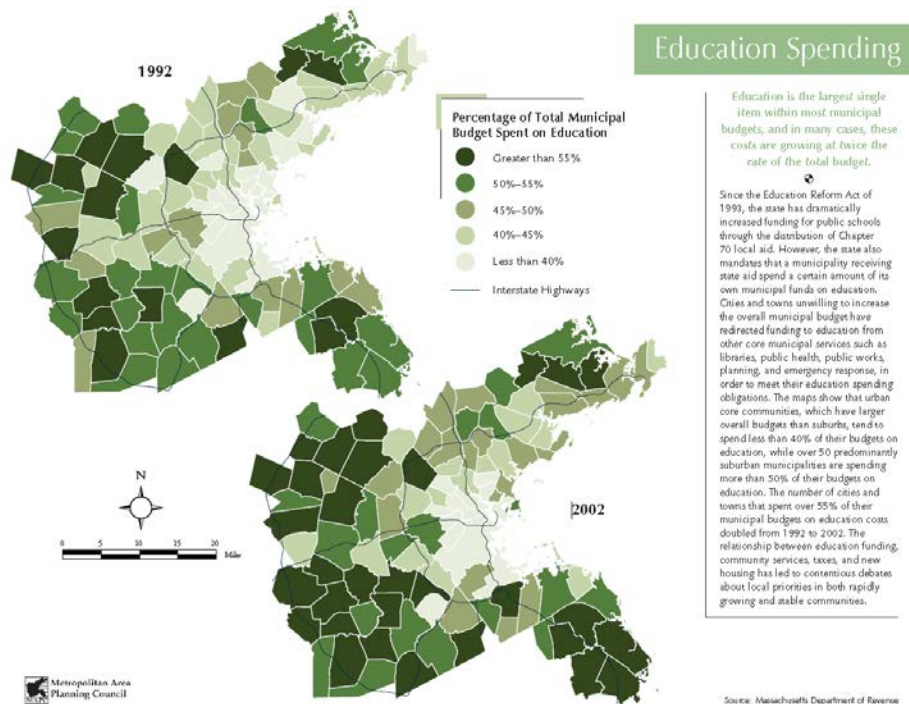 Education Spending
1992
Percentage of Total Municipal
Budget Spent on Education
Greater than 55%
50%–55%
45%–50%
40%–45%
Less than 40%
Interstate Highways
Education is the largest single
item within most municipal
budgets, and in many cases, these
costs are growing at twice the
rate of the total budget.
Since the Education Reform Act of
1993, the state has dramatically
increased funding for public schools
through the distribution of Chapter
70 local aid. However, the state also
mandates that a municipality receiving
state aid spend a certain amount of its
own municipal funds on education.
Cities and towns unwilling to increase
the overall municipal budget have
redirected funding to education from
other core municipal services such as
libraries, public health, public works,
planning, and emergency response, in
order to meet their education spending
obligations. The maps show that urban
core communities, which have larger
overall budgets than suburbs, tend to
spend less than 40% of their budgets on
education, while over 50 predominantly
suburban municipalities are spending
more than 50% of their budgets on
education. The number of cities and
towns that spent over 55% of their
municipal budgets on education costs
doubled from 1992 to 2002. The
relationship between education funding,
community services, taxes, and new
housing has led to contentious debates
about local priorities in both rapidly
growing and stable communities.
N
2002
0 5 10 15 20
Miles
MAPC
Metropolitan Area
Planning Council
Source: Massachusetts Department of Revenue